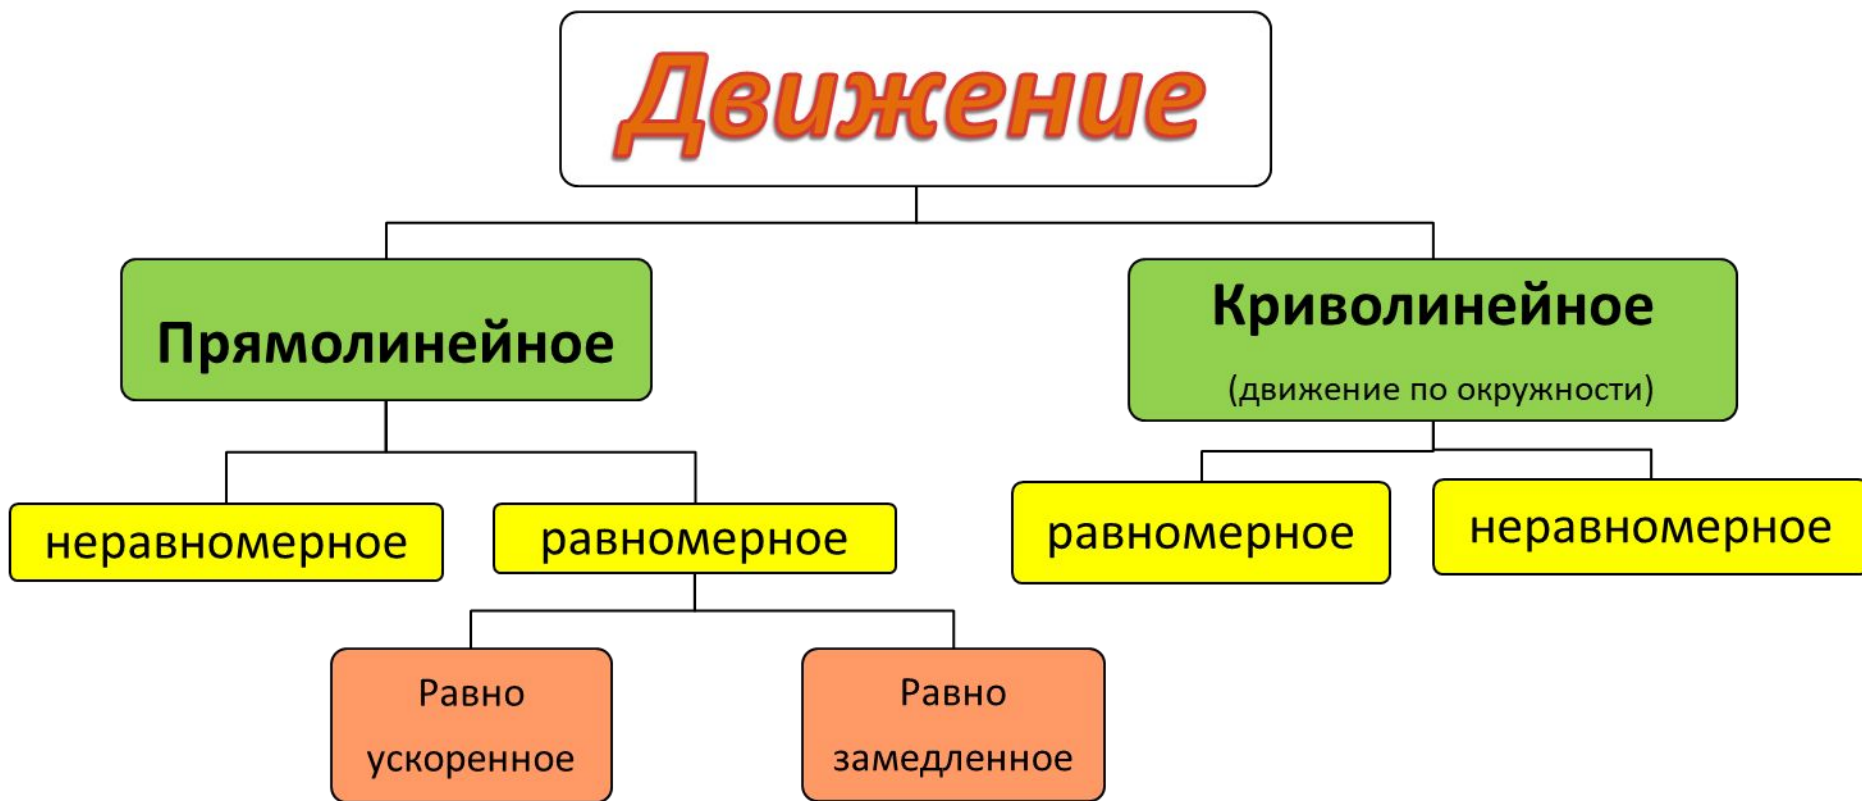 Движение
Прямолинейное
Криволинейное
(движение по окружности)
неравномерное
равномерное
равномерное
неравномерное
Равно
ускоренное
Равно
замедленное